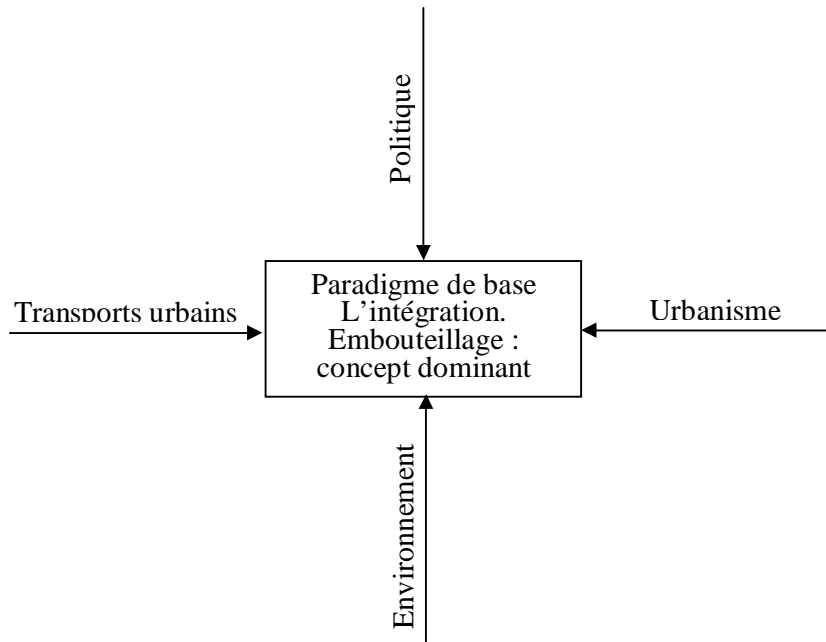 Politique
Paradigme de base
L’intégration.
Embouteillage :
concept dominant
Transports urbains
Urbanisme
Environnement